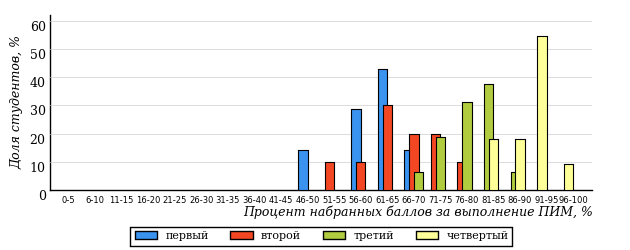 Доля студентов, %
60
50
40
30
20
10
0
0-5 6-10 11-15 16-20 21-25 26-30 31-35 36-40 41-45 46-50 51-55 56-60 61-65 66-70 71-75 76-80 81-85 86-90 91-95 96-100
Процент набранных баллов за выполнение ПИМ, %
первый второй третий четвертый